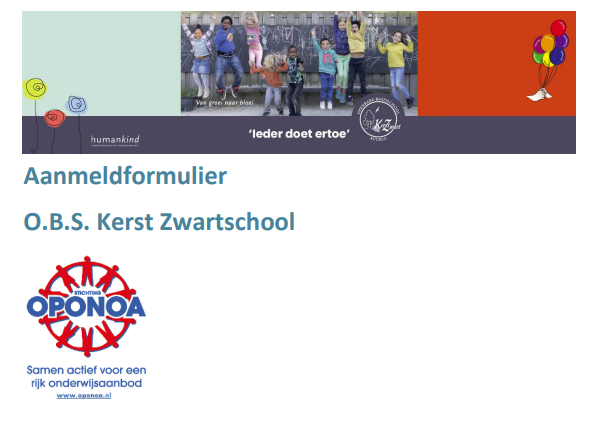 Van groei naar bloei
humankind
'Ieder doet ertoe'
Aanmeldformulier
O.B.S. Kerst Zwartschool
STICHTING
OPONOA
Samen actief voor een
rijk onderwijsaanbod
www.oponoa.nl